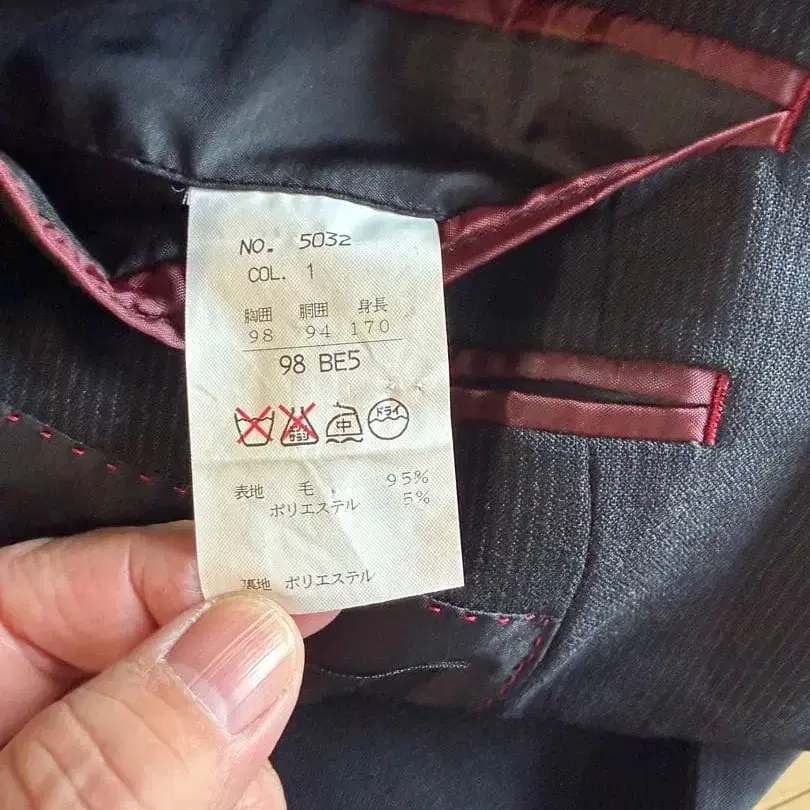 NO. 5032
COL. 1
胸囲 胴囲 身長
98 94 170
98 BE5
中 ドライ
表地 毛 95%
ポリエステル 5%
裏地 ポリエステル